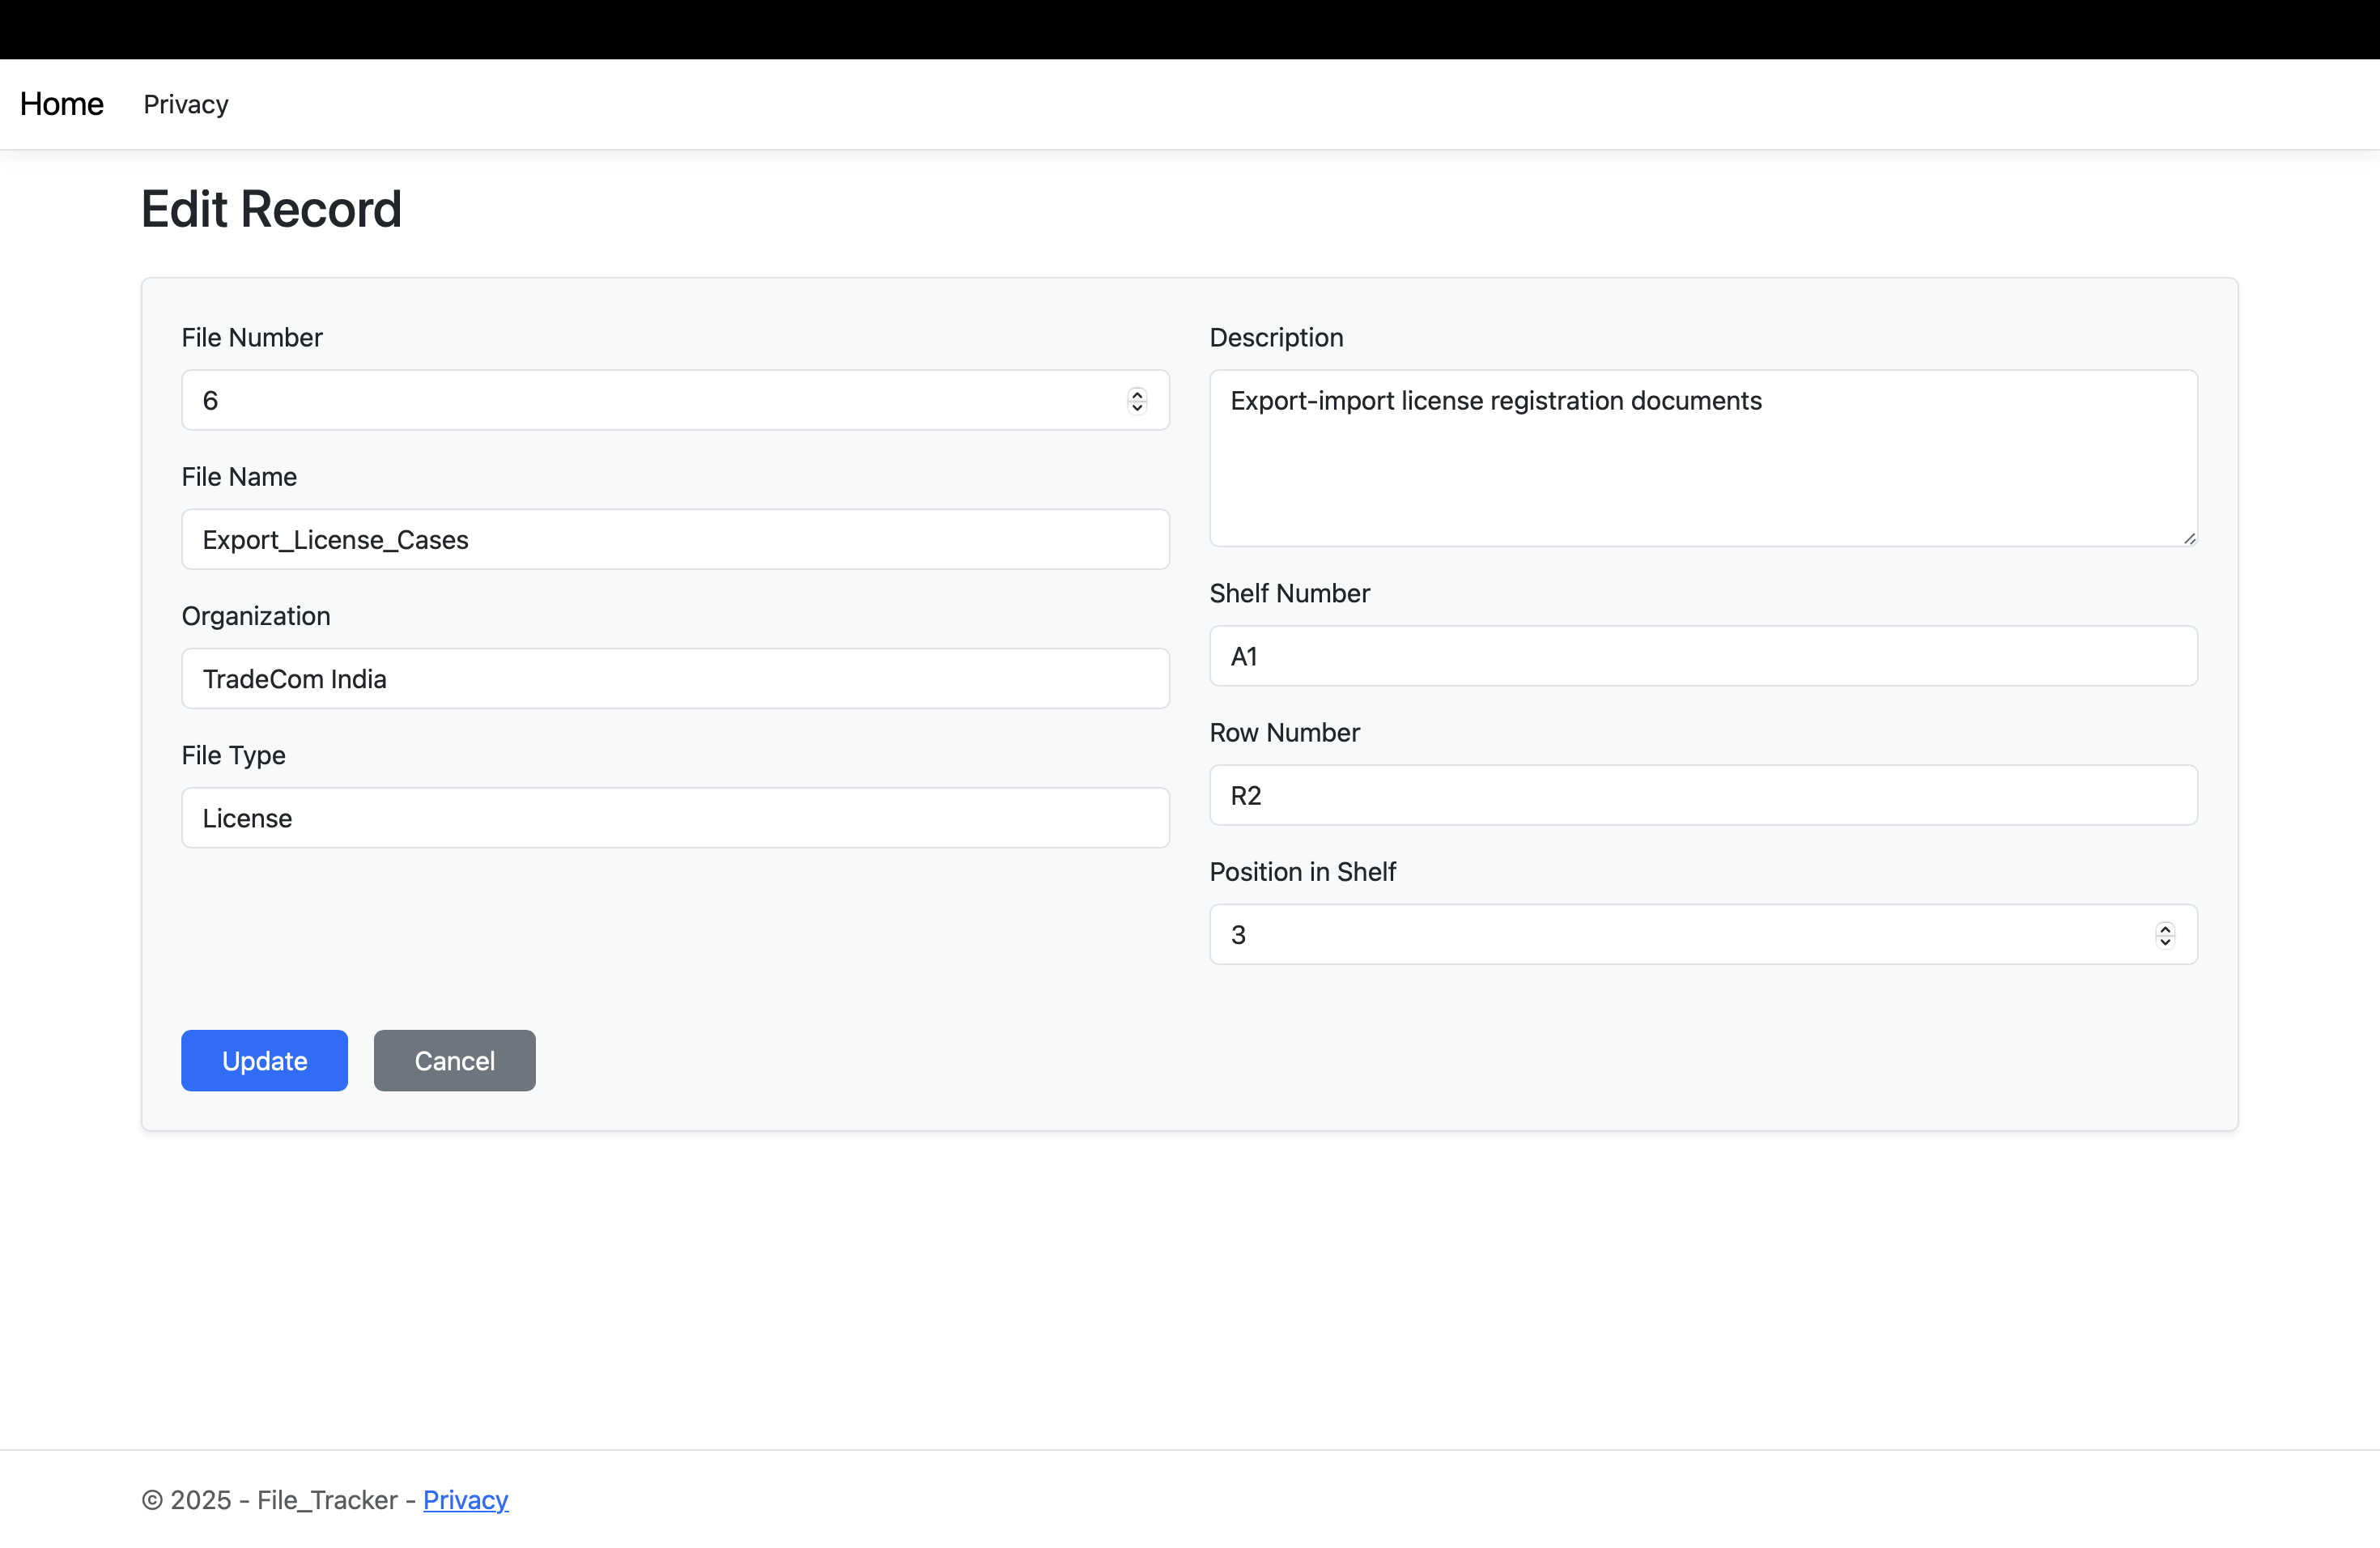 Home Privacy
Edit Record
File Number
6
File Name
Export_License_Cases
Organization
TradeCom India
File Type
License
Description
Export-import license registration documents
Shelf Number
A1
Row Number
R2
Position in Shelf
3
Update Cancel
© 2025 - File_Tracker - Privacy